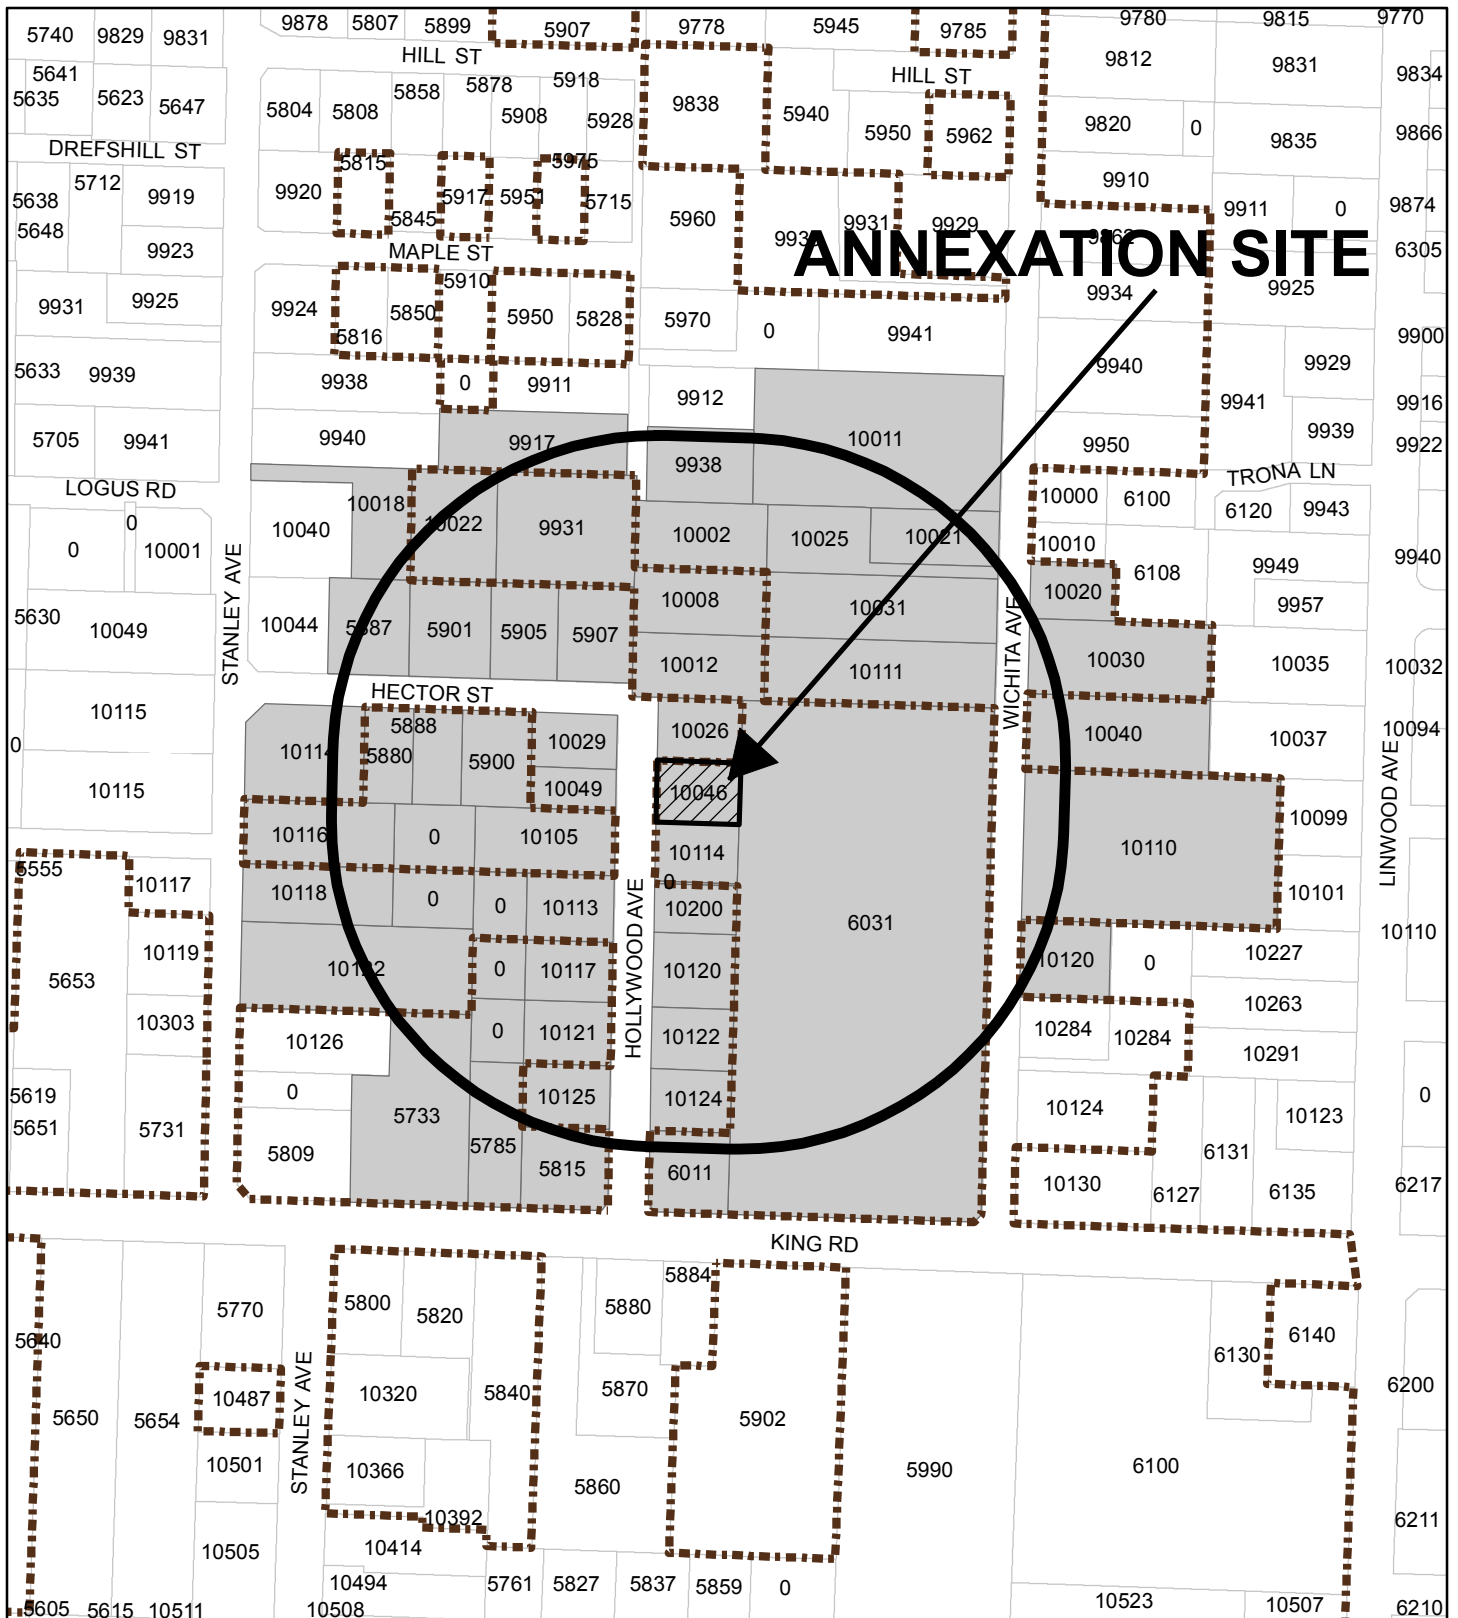 9878 5807 5899 5907 9778 5945 9785 9780 9815 9770
5740 9829 9831 HILL ST HILL ST 9812 9831 9834
5641 5635 5623 5647 5804 5808 5858 5878 5908 5918 5928 9838 5940 5950 5962 9820 0 9835 9866
DREFSHILL ST
5638 5712 9919 9920 5815 5845 5917 5951 5975 5715 5960 9931 9929 9910 9911 0 9874
5648 9923 MAPLE ST 9862 6305
ANNEXATION SITE
9931 9925 9924 5816 5850 5910 5950 5828 5970 0 9941 9934 9925 9900
5633 9939 9938 0 9911 9912 9940 9941 9929 9916
5705 9941 9940 9917 9938 10011 9950 9939 9922
LOGUS RD TRONA LN
0 0 10001 10040 10018 10022 9931 10002 10025 10021 10000 6100 6120 9943
STANLEY AVE
10010 6108 9949 9940
5630 10049 10044 5887 5901 5905 5907 10008 10031 10020 9957
WICHITA AVE
10012 10111 10030 10035 10032
HECTOR ST
10115 10114 5880 5888 5900 10029 10026 10040 10037 10094
0 10115 10049 10046 10099
LINWOOD AVE
10116 0 10105 10114 10110
5555 10117 10118 0 0 10113 0 10200 6031 10101
HOLLYWOOD AVE
5653 10119 10122 0 10117 10120 10120 0 10227 10110
10303 10126 0 10121 10122 10284 10284 10263
10291
5619 0 5733 10125 10124 10124 10123 0
5651 5731 5809 5785 5815 6011 10130 6127 6131 6135 6217
KING RD
5640 5770 5800 5820 5880 5884 6130 6140
STANLEY AVE
5650 5654 10487 10320 5840 5870 5902 6200
10501 10366 10392 5860 5990 6100 6211
10505 10414
5605 5615 10511 10494 10508 5761 5827 5837 5859 0 10523 10507 6210